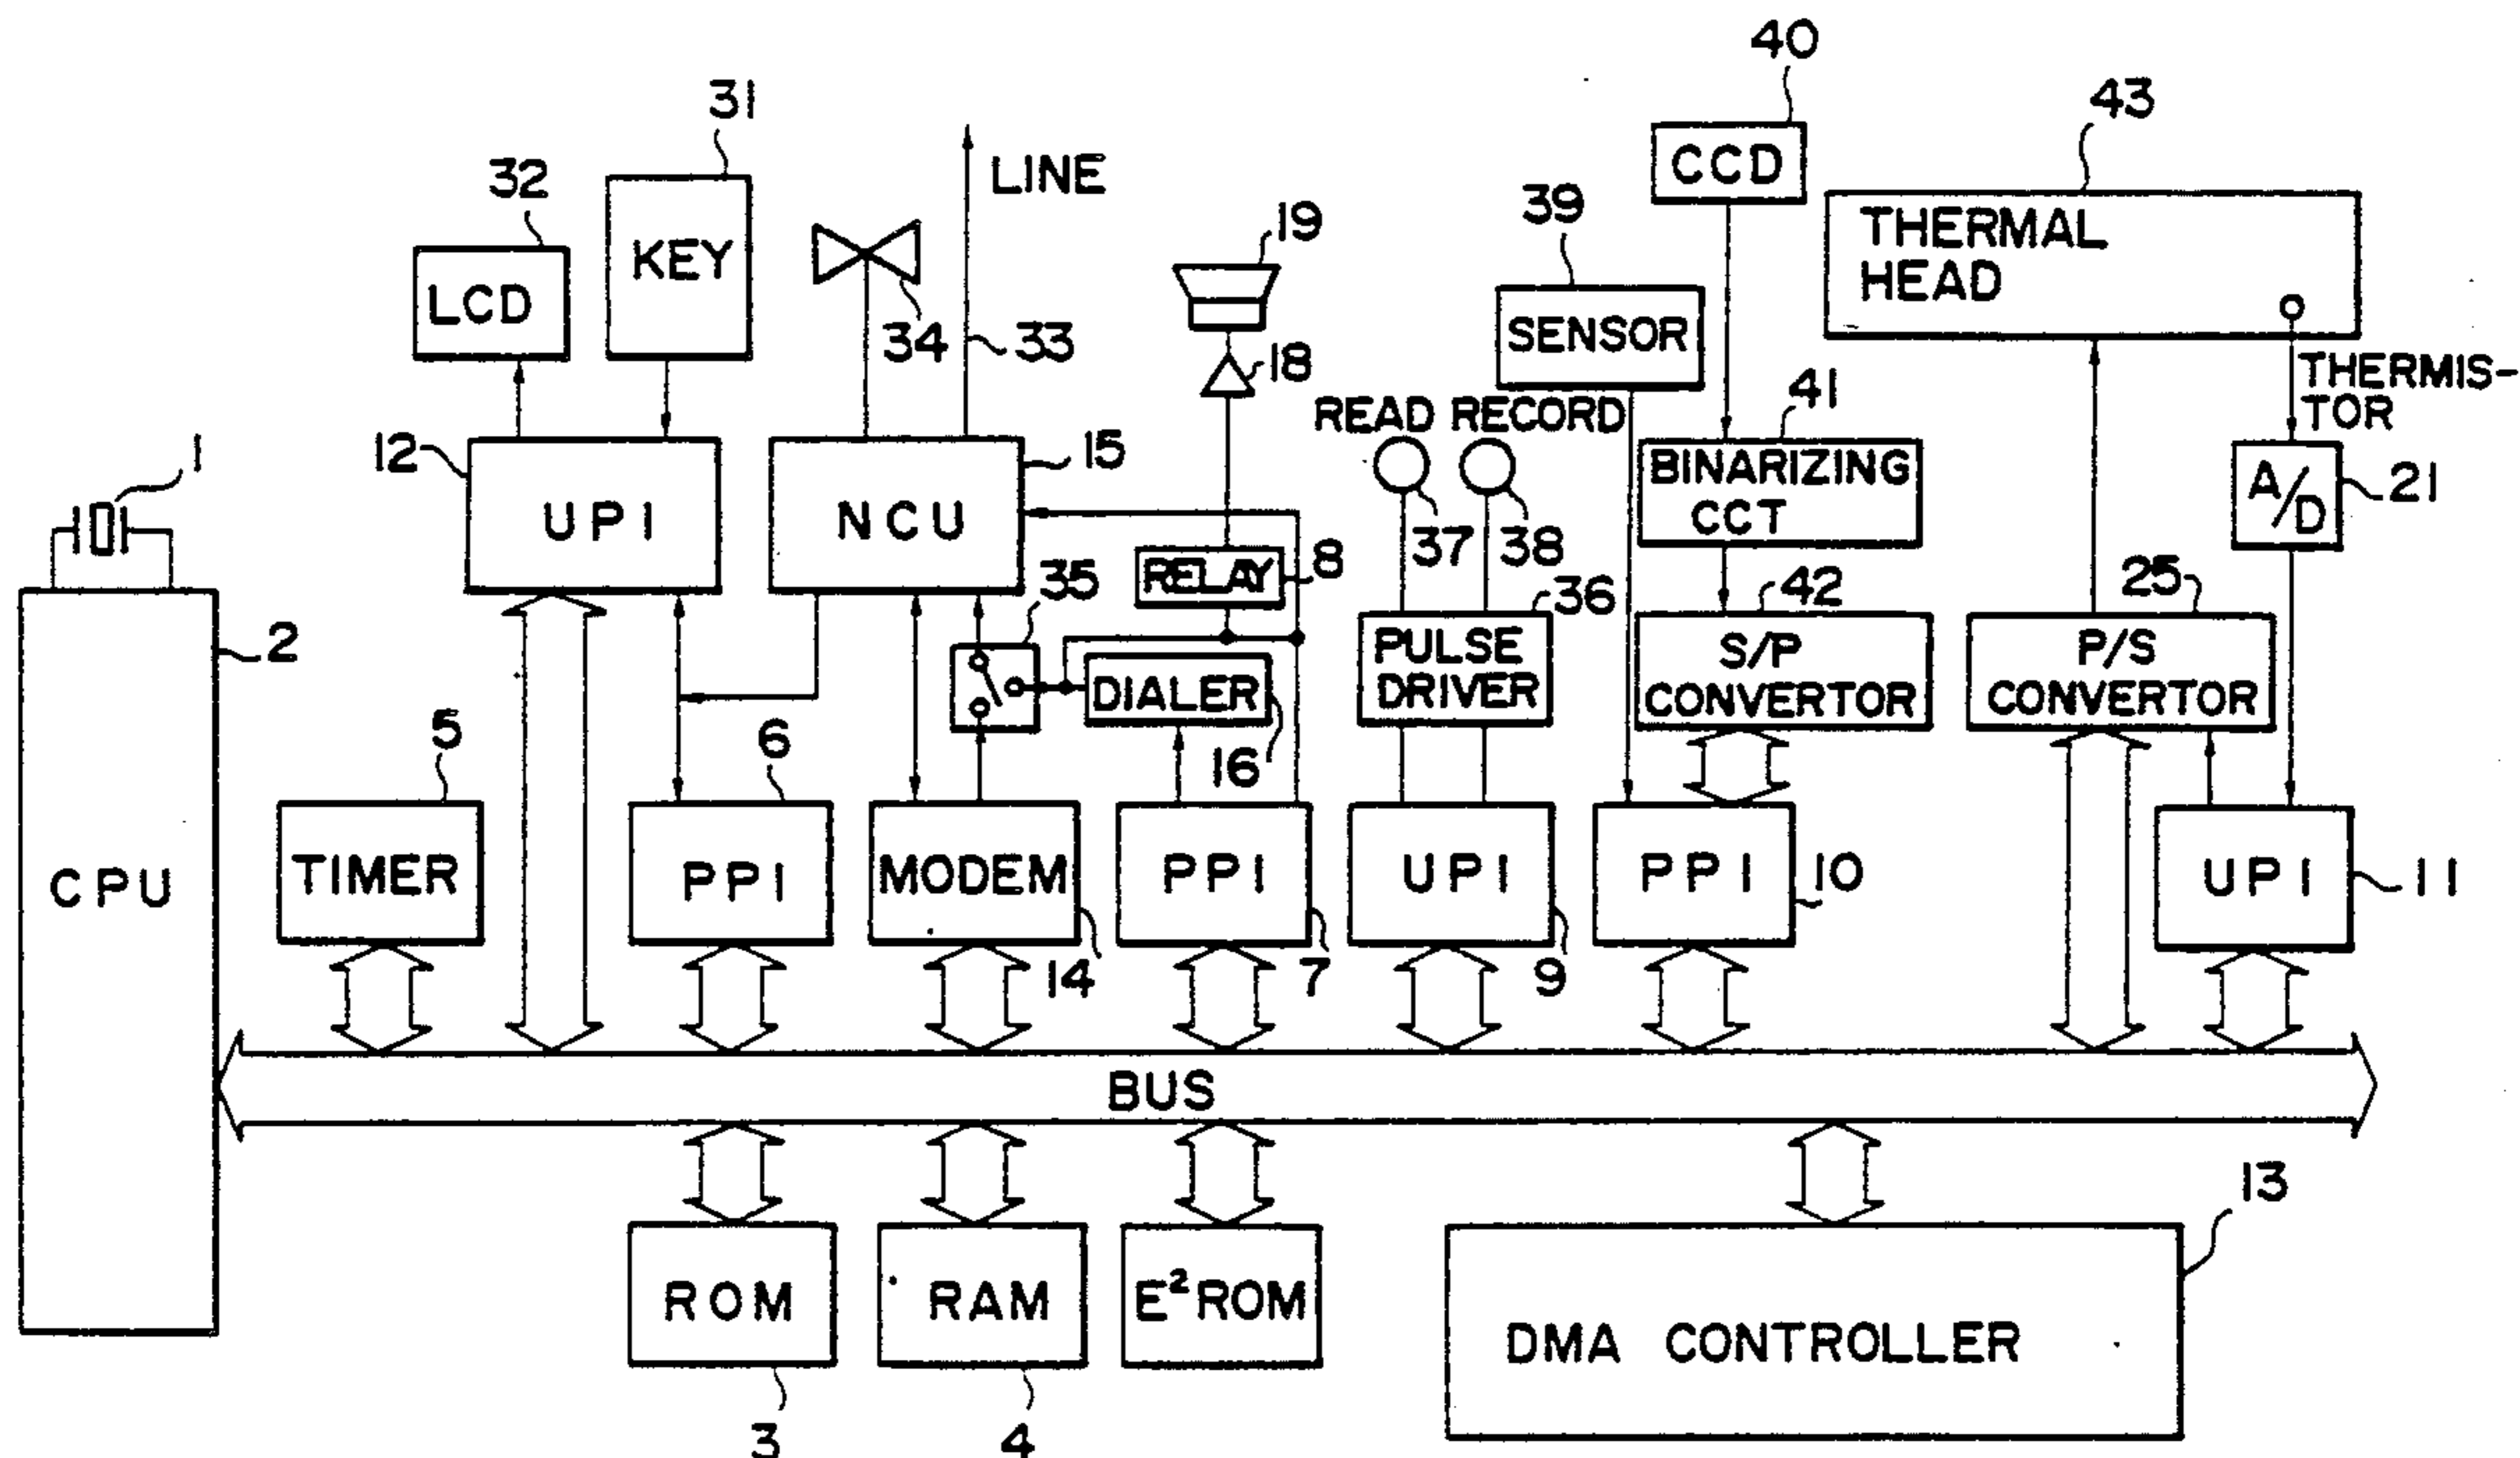 40
31
43
LINE
CCD
32
39
19
THERMAL
HEAD
KEY
LCD
34
33
SENSOR
18
THERMIS-
TOR
41
READ
RECORD
12
15
1
BINARIZING
CCT
A/D
21
UPI
NCU
37
38
RELAY
8
35
36
42
25
2
PULSE
DRIVER
S/P
CONVERTOR
P/S
CONVERTOR
DIALER
5
6
16
CPU
TIMER
PPI
MODEM
PPI
UPI
PPI
10
UPI
11
14
7
9
BUS
13
ROM
RAM
E²ROM
DMA CONTROLLER
3
4